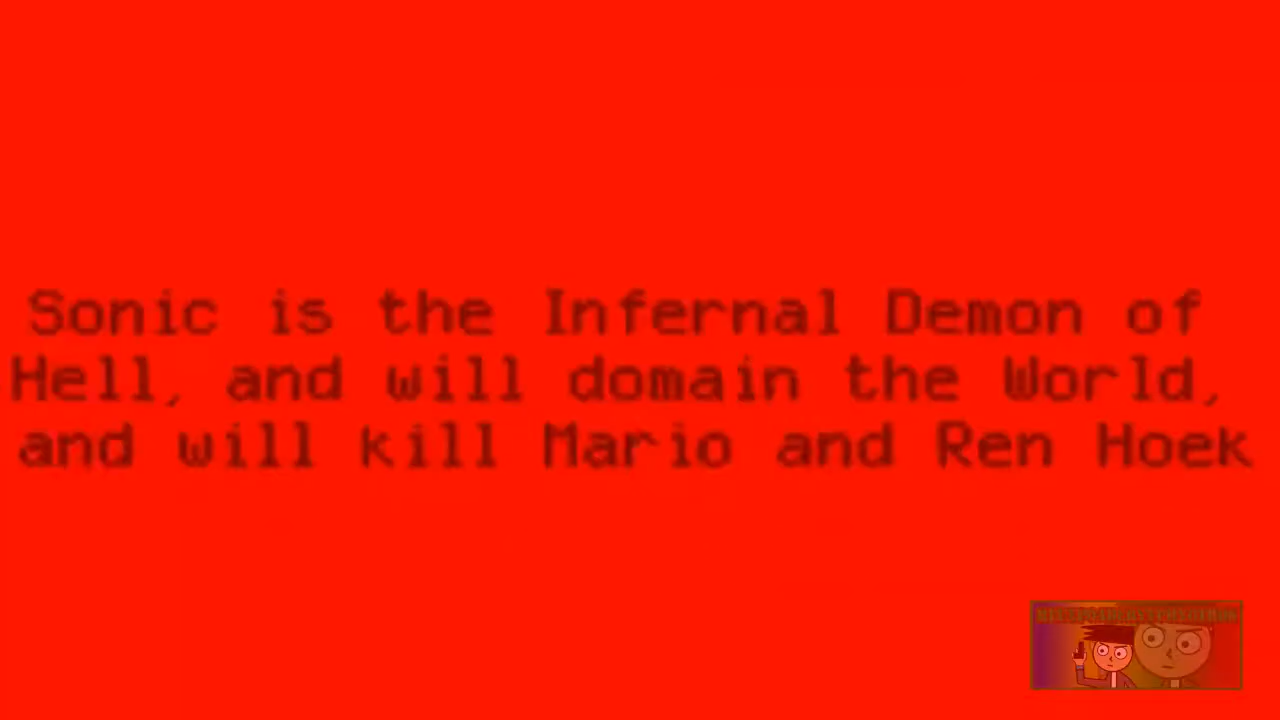 Sonic is the Infernal Demon of
Hell, and will domain the World,
and will kill Mario and Ren Hoek